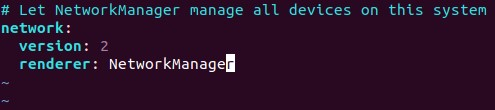 # Let NetworkManager manage all devices on this system
network:
  version: 2
  renderer: NetworkManager
~
~